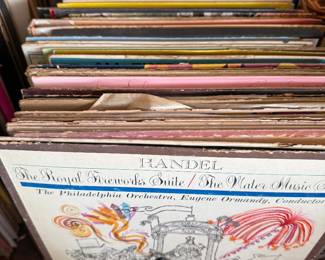 HANDEL
The Royal Fireworks Suite / The Water Music
The Philadelphia Orchestra, Eugene Ormandy, Conductor